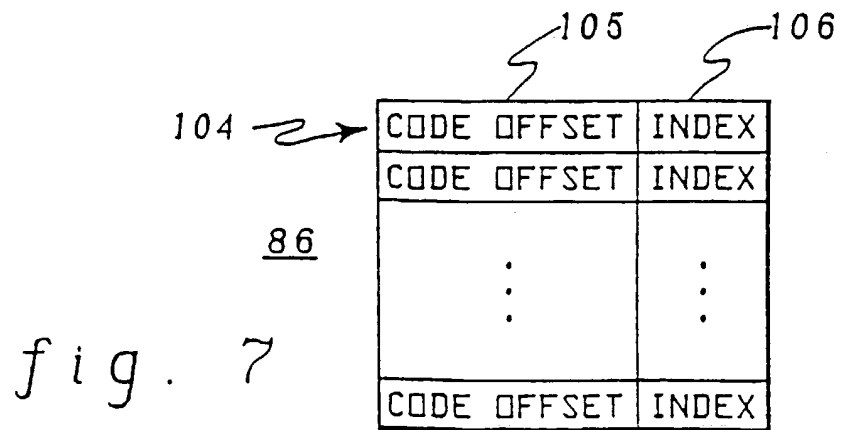 105 106
104 CODE OFFSET INDEX
CODE OFFSET INDEX
86
fig. 7
CODE OFFSET INDEX